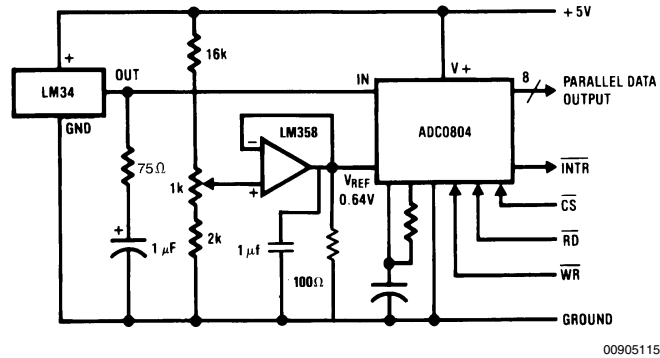 +5V
+
16k
8
V+
OUT
IN
PARALLEL DATA
OUTPUT
LM34
ADC0804
LM358
GND
−
INTR
75Ω
1k
+
VREF
0.64V
CS
+
1 μF
2k
1 μf
RD
100Ω
WR
GROUND
00905115